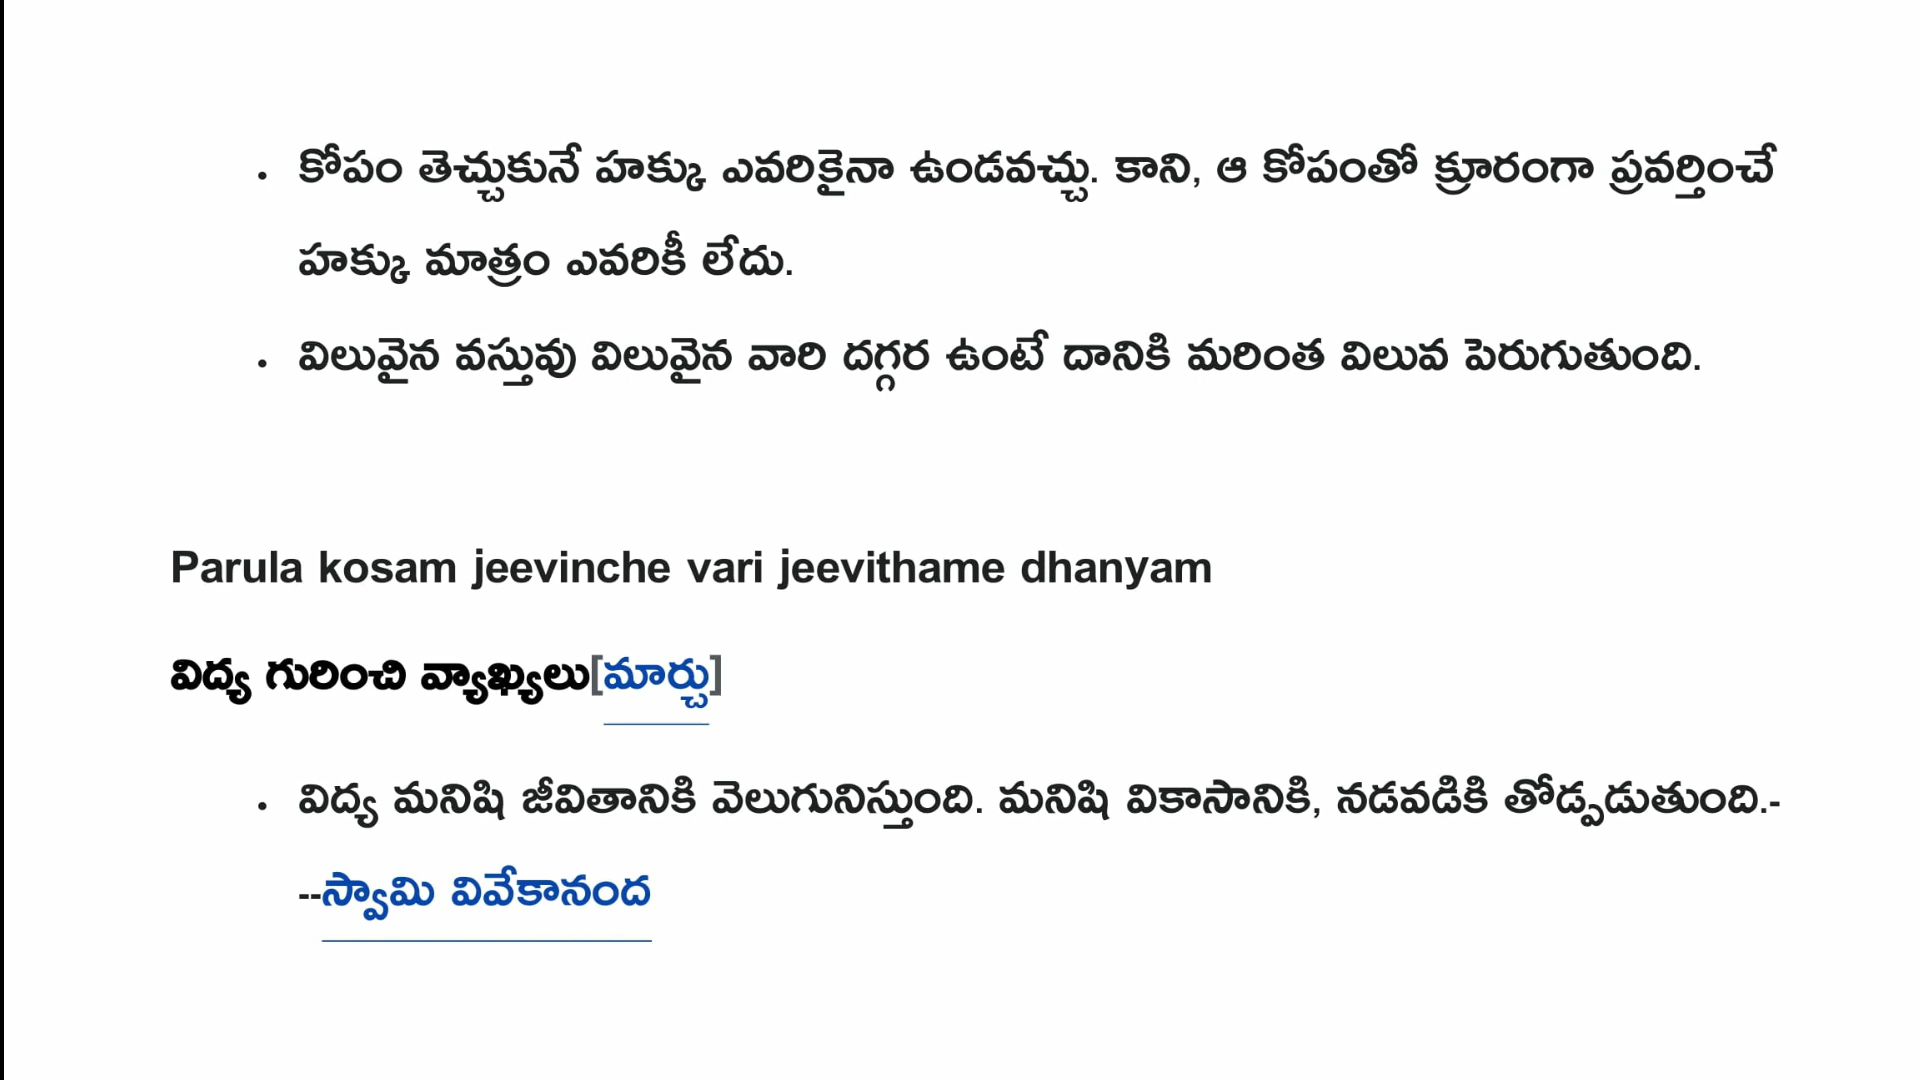 • కోపం తెచ్చుకునే హక్కు ఎవరికైనా ఉండవచ్చు. కాని, ఆ కోపంతో క్రూరంగా ప్రవర్తించే
హక్కు మాత్రం ఎవరికీ లేదు.
• విలువైన వస్తువు విలువైన వారి దగ్గర ఉంటే దానికి మరింత విలువ పెరుగుతుంది.
Parula kosam jeevinche vari jeevithame dhanyam
విద్య గురించి వ్యాఖ్యలు[మార్చు]
• విద్య మనిషి జీవితానికి వెలుగునిస్తుంది. మనిషి వికాసానికి, నడవడికి తోడ్పడుతుంది.-
--స్వామి వివేకానంద